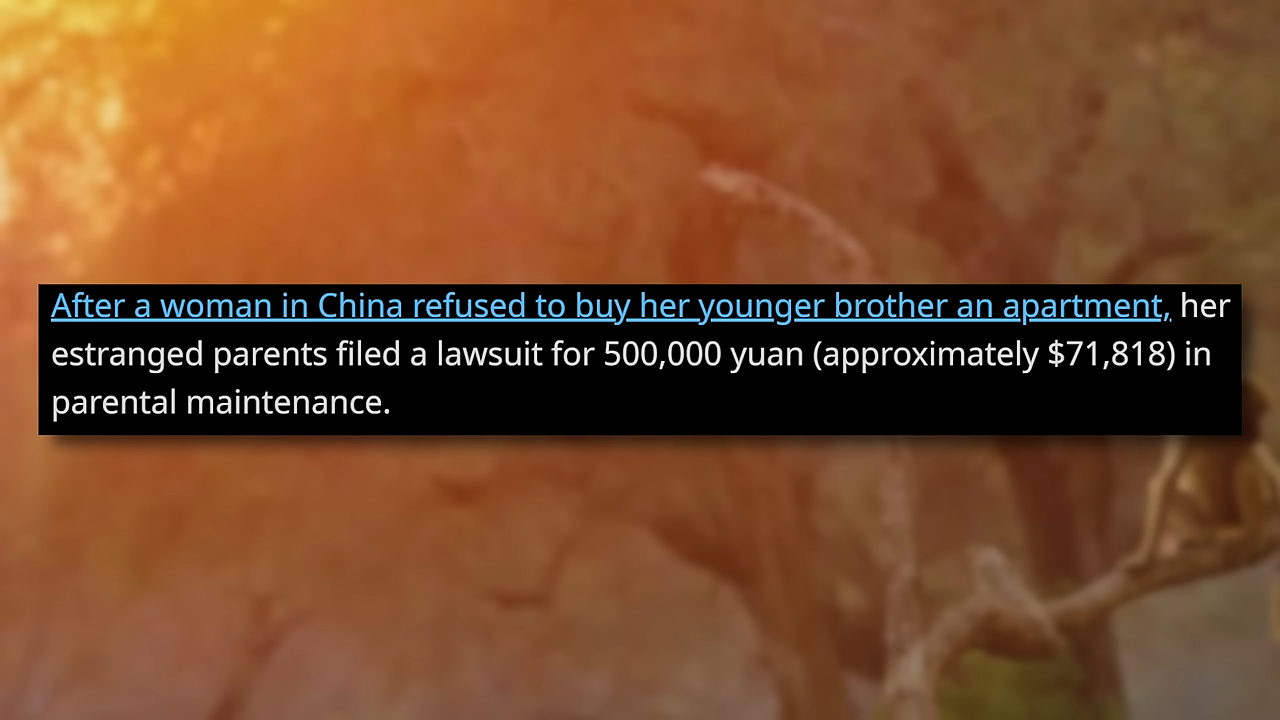 After a woman in China refused to buy her younger brother an apartment, her
estranged parents filed a lawsuit for 500,000 yuan (approximately $71,818) in
parental maintenance.